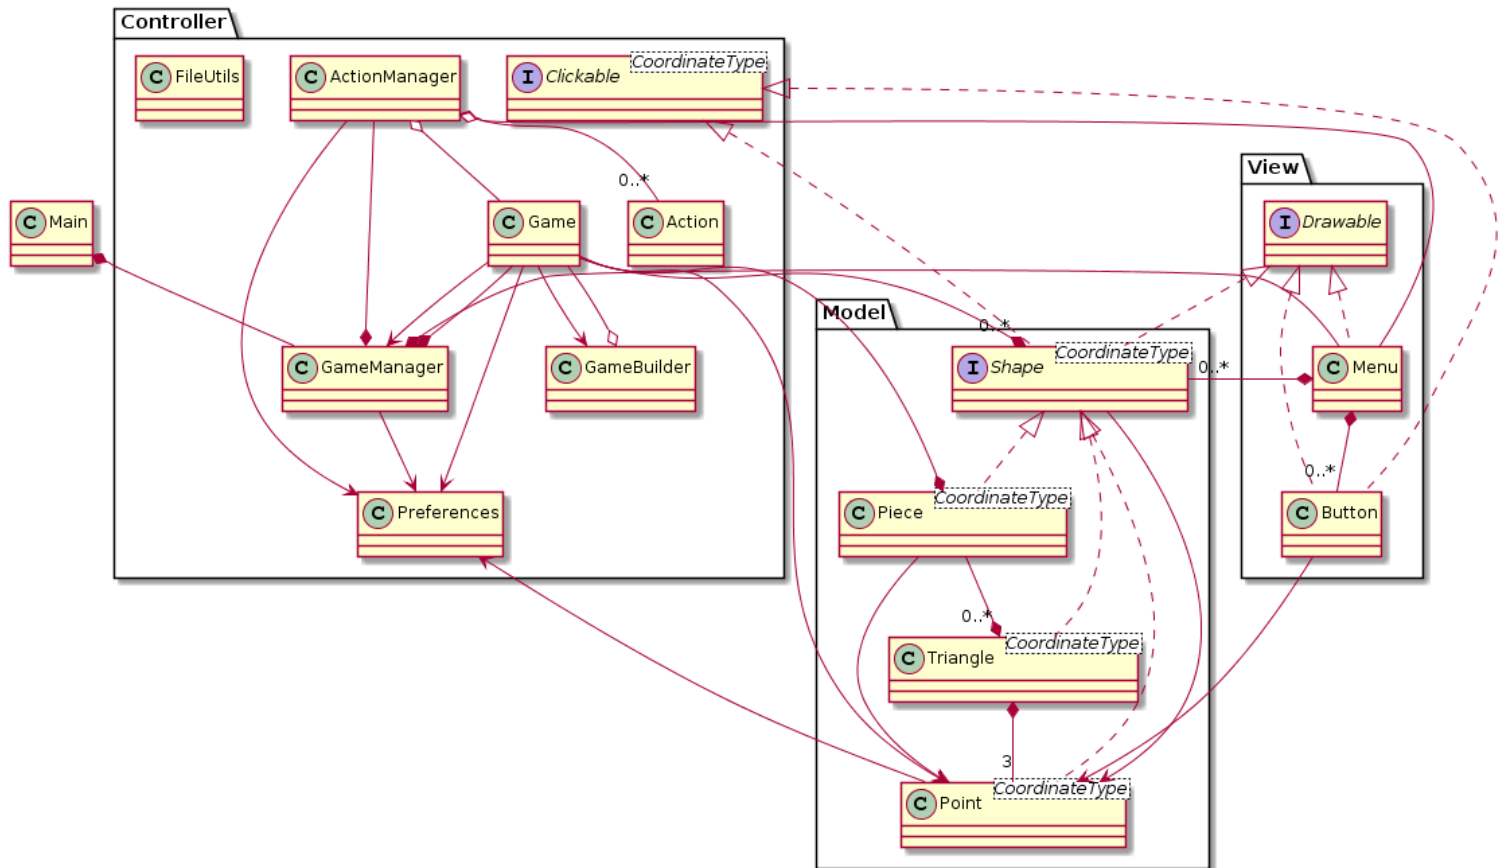 Controller
CoordinateType
C FileUtils
C ActionManager
I Clickable
View
0..*
C Main
C Game
C Action
I Drawable
Model
0..*
CoordinateType
C GameManager
C GameBuilder
I Shape
0..*
C Menu
0..*
CoordinateType
C Preferences
C Piece
C Button
0..*
CoordinateType
C Triangle
3
CoordinateType
C Point